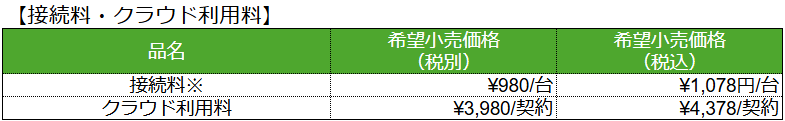 【接続料・クラウド利用料】
品名 希望小売価格（税別） 希望小売価格（税込）
接続料※ ¥980/台 ¥1,078円/台
クラウド利用料 ¥3,980/契約 ¥4,378/契約